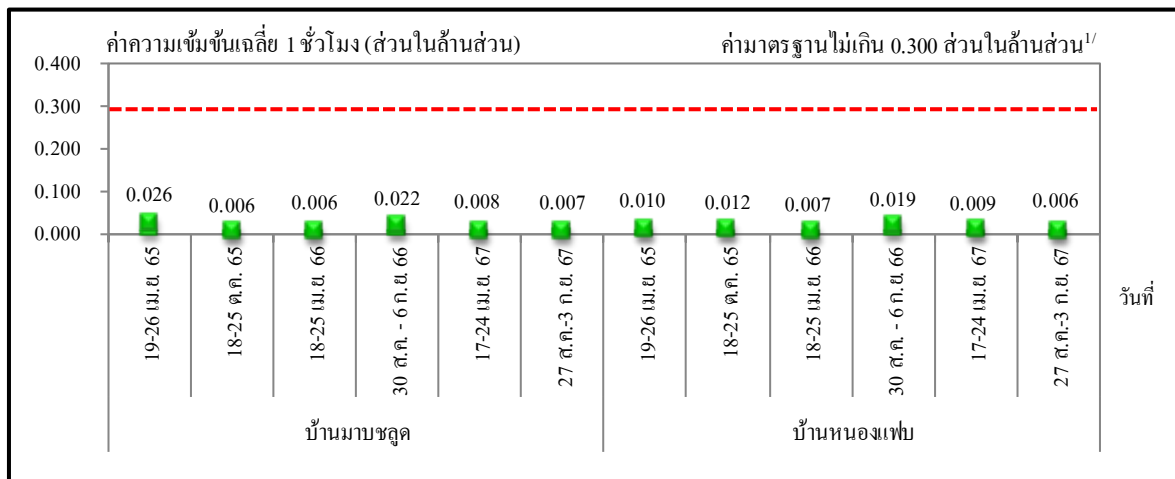 ค่าความเข้มข้นเฉลี่ย 1 ชั่วโมง (ส่วนในล้านส่วน) ค่ามาตรฐานไม่เกิน 0.300 ส่วนในล้านส่วน1/
0.400
0.300
0.200
0.100
0.000
0.026 0.006 0.006 0.022 0.008 0.007 0.010 0.012 0.007 0.019 0.009 0.006
19-26 เม.ย. 65
18-25 ต.ค. 65
18-25 เม.ย. 66
30 ส.ค. - 6 ก.ย. 66
17-24 เม.ย. 67
27 ส.ค.-3 ก.ย. 67
19-26 เม.ย. 65
18-25 ต.ค. 65
18-25 เม.ย. 66
30 ส.ค. - 6 ก.ย. 66
17-24 เม.ย. 67
27 ส.ค.-3 ก.ย. 67
วันที่
บ้านมาบชลูด บ้านหนองแฟบ